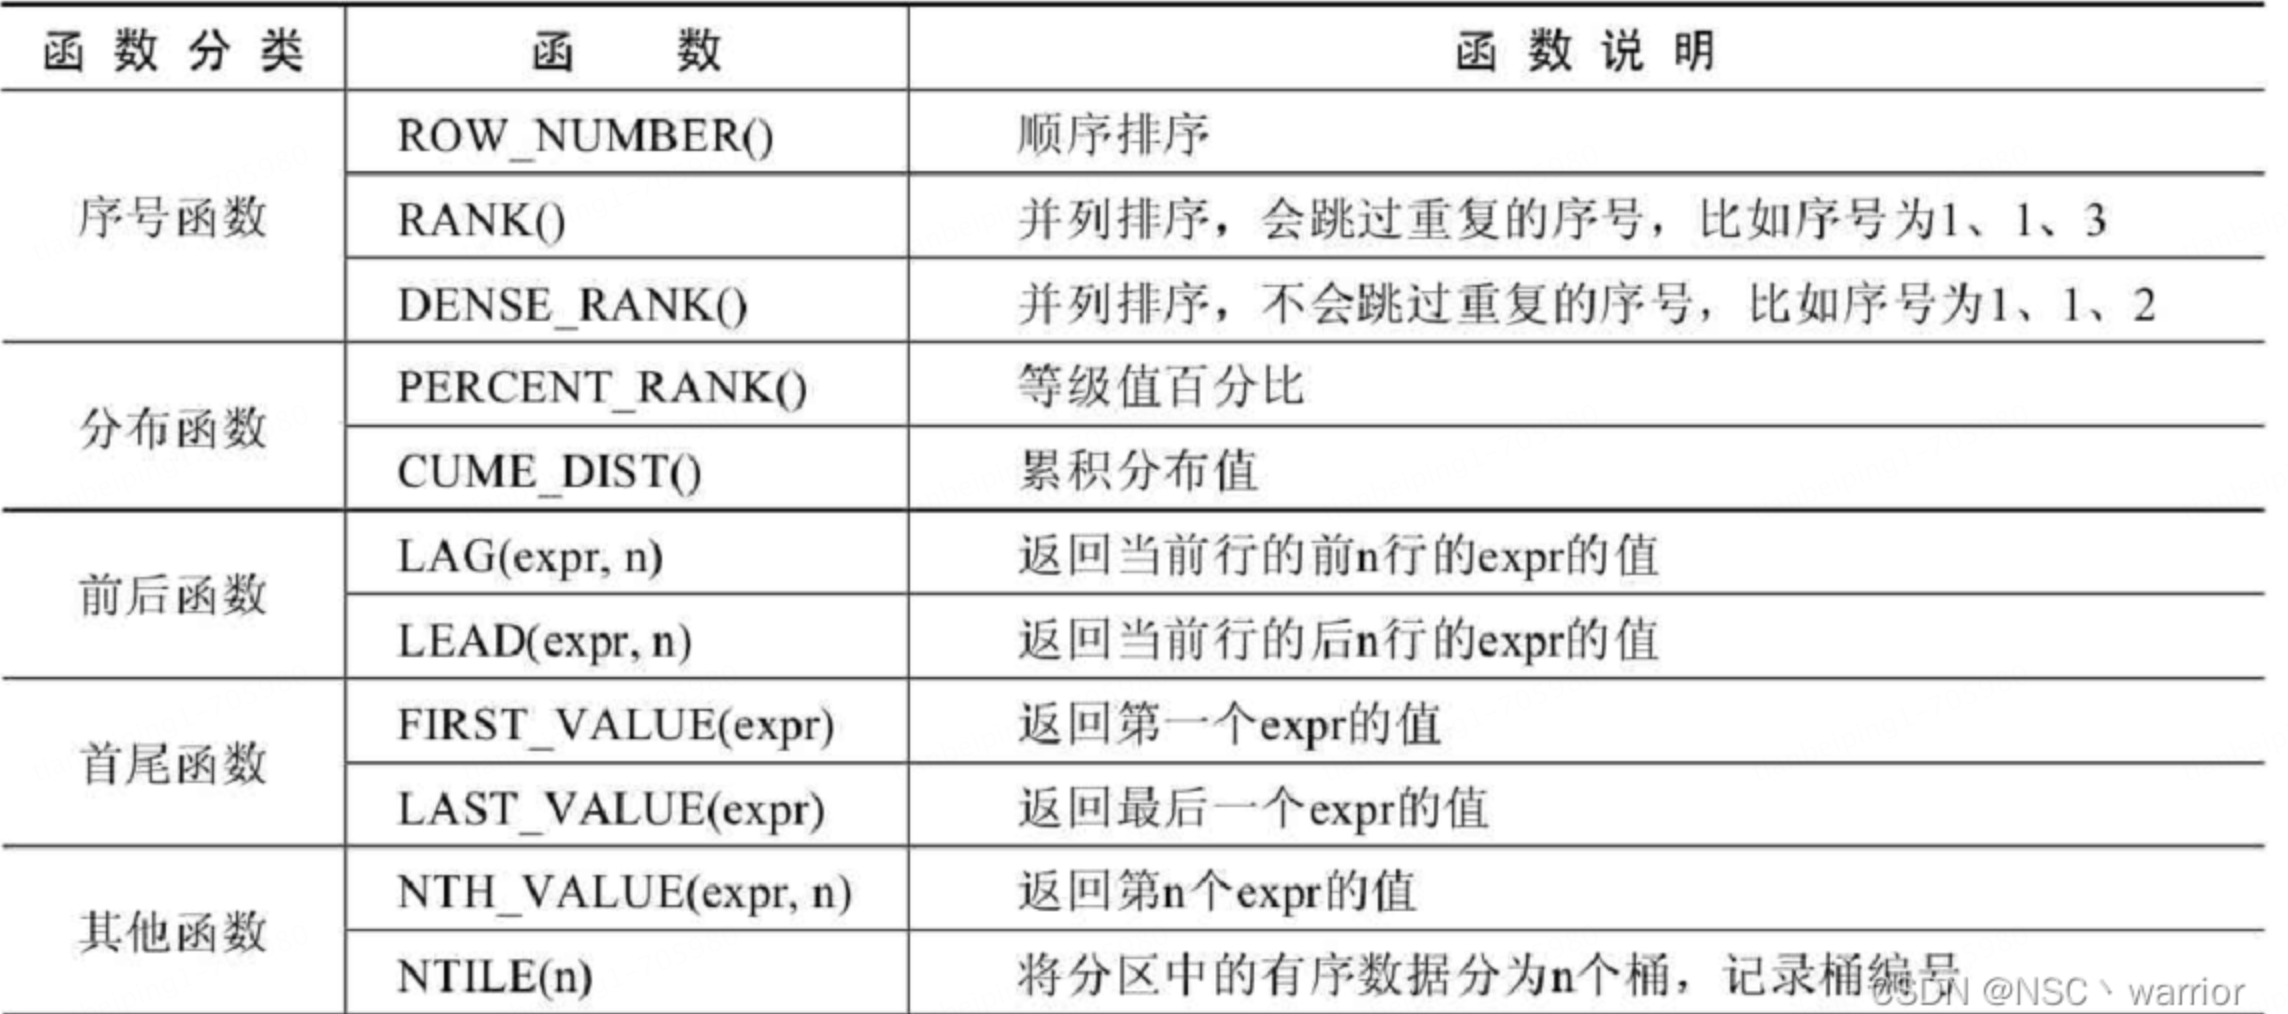 函数分类 函数 函数说明
ROW_NUMBER() 顺序排序
序号函数 RANK() 并列排序，会跳过重复的序号，比如序号为1、1、3
DENSE_RANK() 并列排序，不会跳过重复的序号，比如序号为1、1、2
PERCENT_RANK() 等级值百分比
分布函数
CUME_DIST() 累积分布值
LAG(expr, n) 返回当前行的前n行的expr的值
前后函数
LEAD(expr, n) 返回当前行的后n行的expr的值
FIRST_VALUE(expr) 返回第一个expr的值
首尾函数
LAST_VALUE(expr) 返回最后一个expr的值
NTH_VALUE(expr, n) 返回第n个expr的值
其他函数
NTILE(n) 将分区中的有序数据分为n个桶，记录桶编号
CSDN @NSC丶warrior